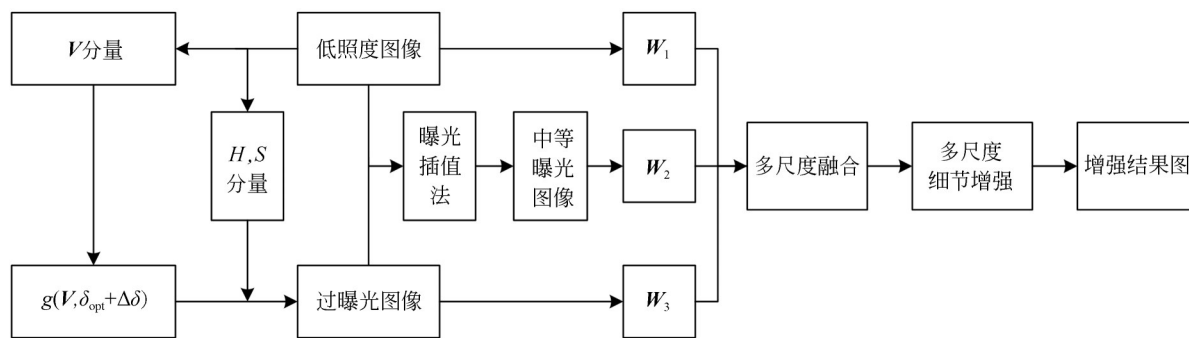 V分量
低照度图像
W₁
H,S
分量
曝光
插值
法
中等
曝光
图像
W₂
多尺度融合
多尺度
细节增强
增强结果图
g(V,δopt+Δδ)
过曝光图像
W₃